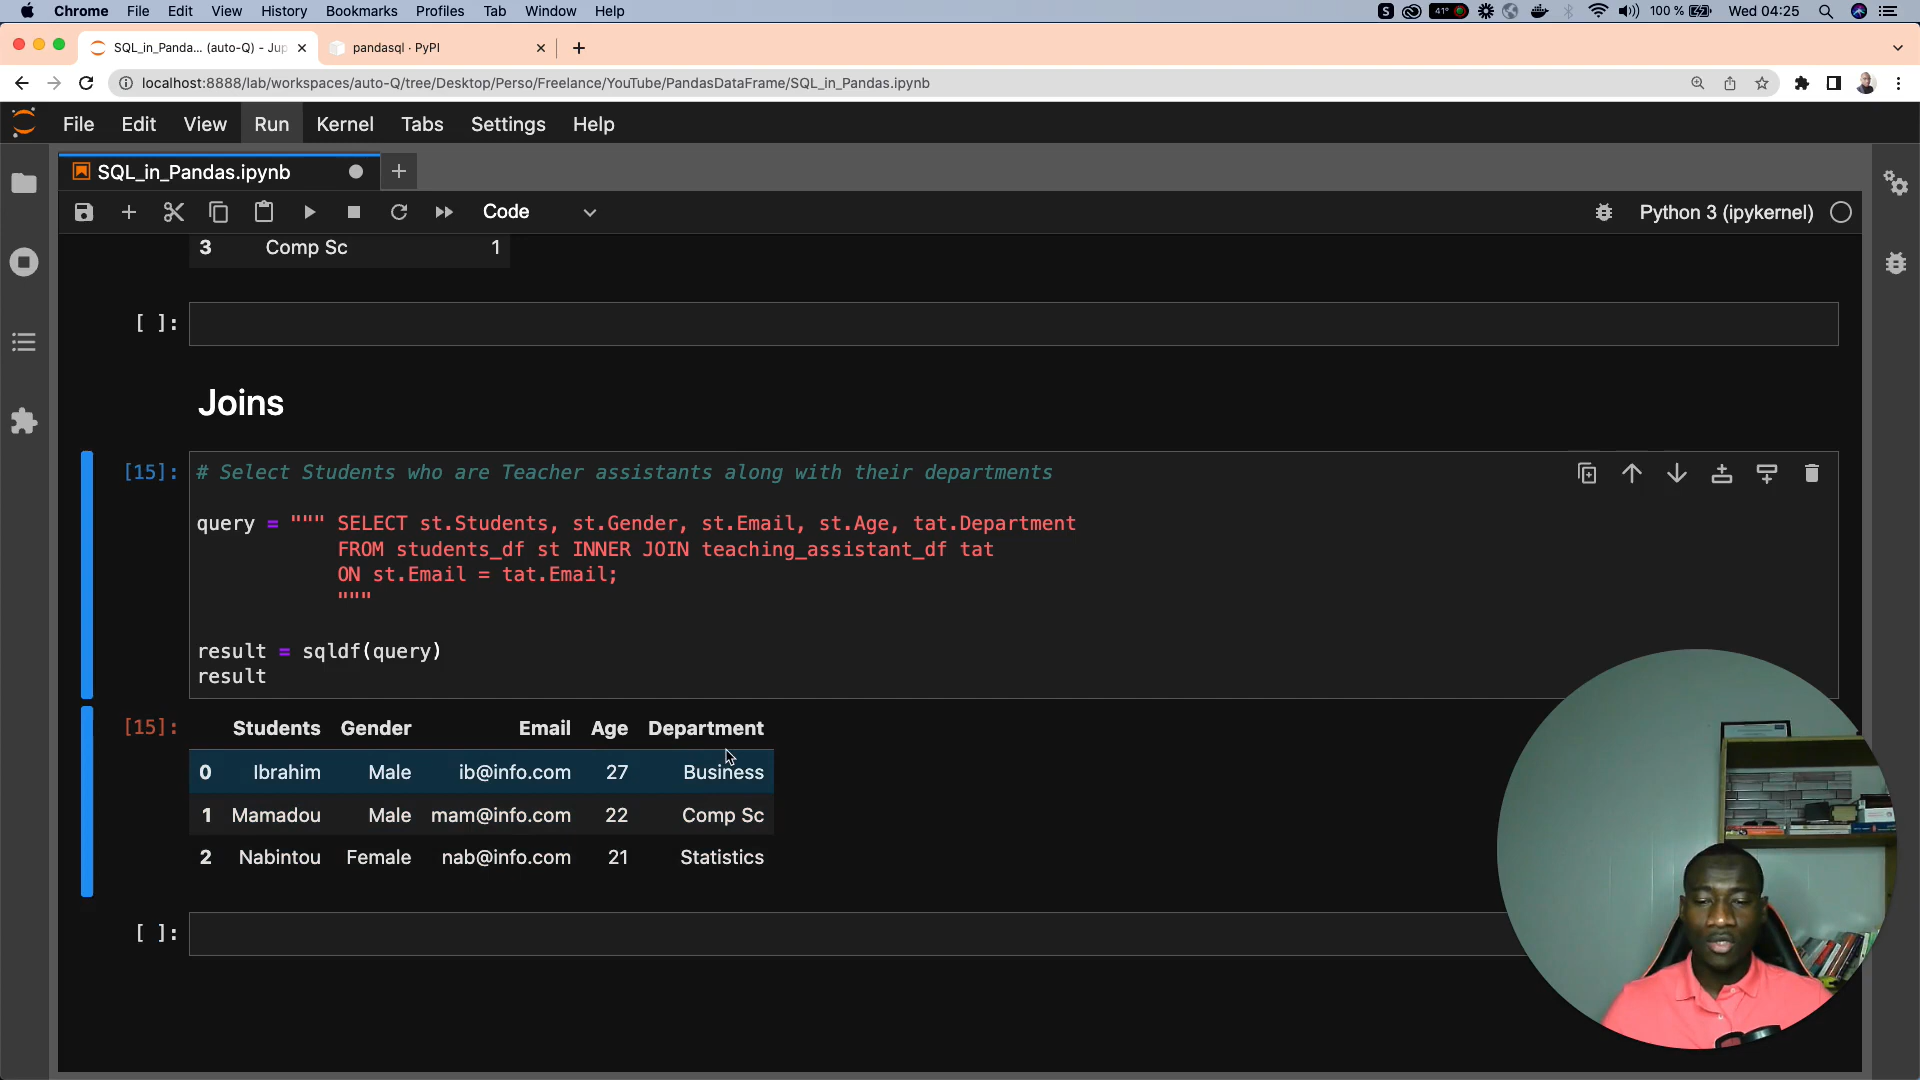 Chrome File Edit View History Bookmarks Profiles Tab Window Help 41° 100 % Wed 04:25
SQL_in_Panda... (auto-Q) - Jup pandasql · PyPI
localhost:8888/lab/workspaces/auto-Q/tree/Desktop/Perso/Freelance/YouTube/PandasDataFrame/SQL_in_Pandas.ipynb
File Edit View Run Kernel Tabs Settings Help
SQL_in_Pandas.ipynb
Code Python 3 (ipykernel)
3 Comp Sc 1
[ ]:
Joins
[15]: # Select Students who are Teacher assistants along with their departments
query = """ SELECT st.Students, st.Gender, st.Email, st.Age, tat.Department
FROM students_df st INNER JOIN teaching_assistant_df tat
ON st.Email = tat.Email;
"""
result = sqldf(query)
result
[15]: Students Gender Email Age Department
0 Ibrahim Male ib@info.com 27 Business
1 Mamadou Male mam@info.com 22 Comp Sc
2 Nabintou Female nab@info.com 21 Statistics
[ ]: